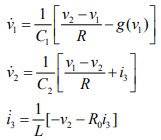 v̇₁ = 1/C₁ [ (v₂ − v₁)/R − g(v₁) ]
v̇₂ = 1/C₂ [ (v₁ − v₂)/R + i₃ ]
i̇₃ = 1/L [−v₂ − R₀i₃]